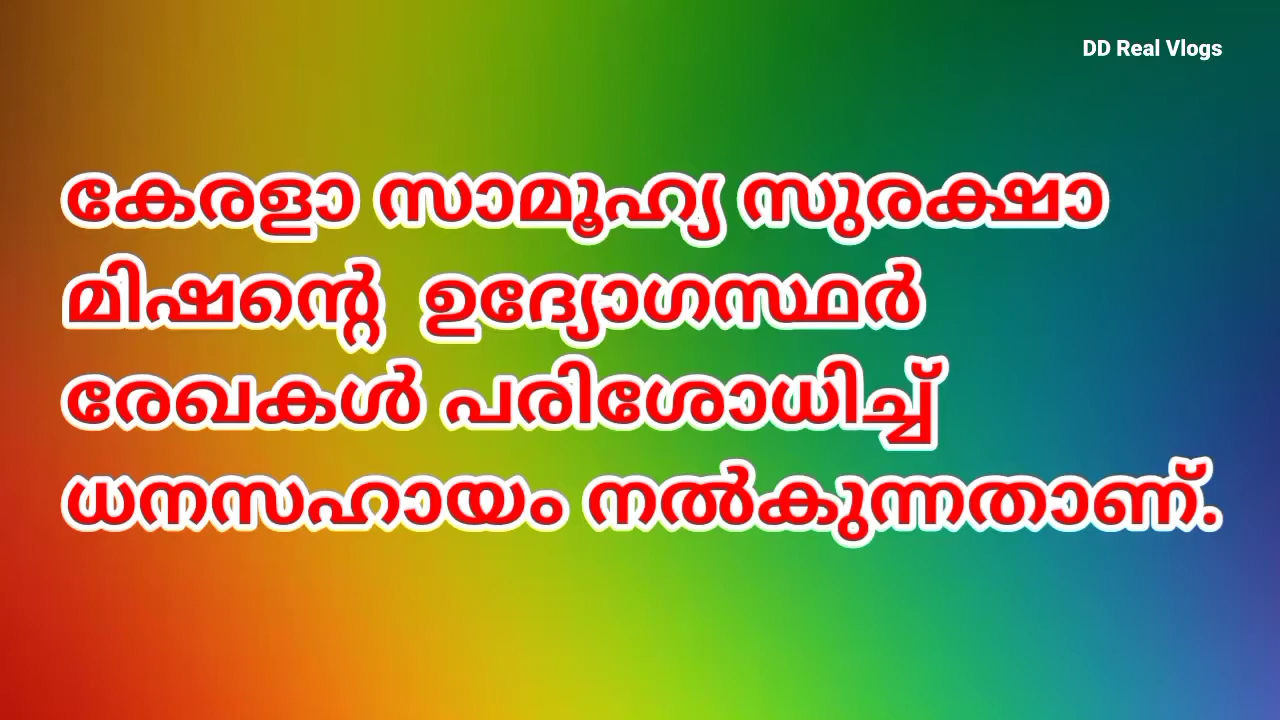 DD Real Vlogs
കേരളാ സാമൂഹ്യ സുരക്ഷാ
മിഷന്റെ ഉദ്യോഗസ്ഥർ
രേഖകൾ പരിശോധിച്ച്
ധനസഹായം നൽകുന്നതാണ്.